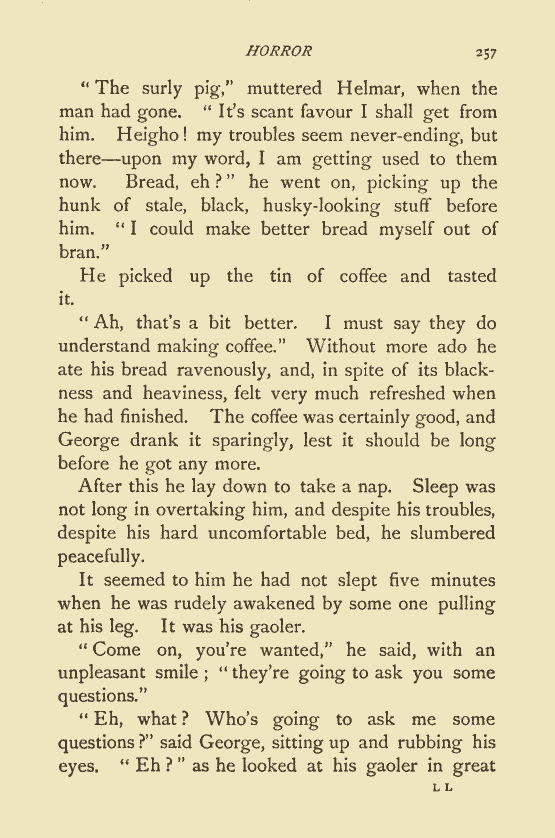 HORROR 257
“ The surly pig,” muttered Helmar, when the
man had gone. “ It’s scant favour I shall get from
him. Heigho ! my troubles seem never-ending, but
there—upon my word, I am getting used to them
now. Bread, eh ? ” he went on, picking up the
hunk of stale, black, husky-looking stuff before
him. “ I could make better bread myself out of
bran.”
He picked up the tin of coffee and tasted
it.
“ Ah, that’s a bit better. I must say they do
understand making coffee.” Without more ado he
ate his bread ravenously, and, in spite of its black-
ness and heaviness, felt very much refreshed when
he had finished. The coffee was certainly good, and
George drank it sparingly, lest it should be long
before he got any more.
After this he lay down to take a nap. Sleep was
not long in overtaking him, and despite his troubles,
despite his hard uncomfortable bed, he slumbered
peacefully.
It seemed to him he had not slept five minutes
when he was rudely awakened by some one pulling
at his leg. It was his gaoler.
“ Come on, you’re wanted,” he said, with an
unpleasant smile ; “ they’re going to ask you some
questions.”
“ Eh, what ? Who’s going to ask me some
questions ?” said George, sitting up and rubbing his
eyes. “ Eh ? ” as he looked at his gaoler in great
L L